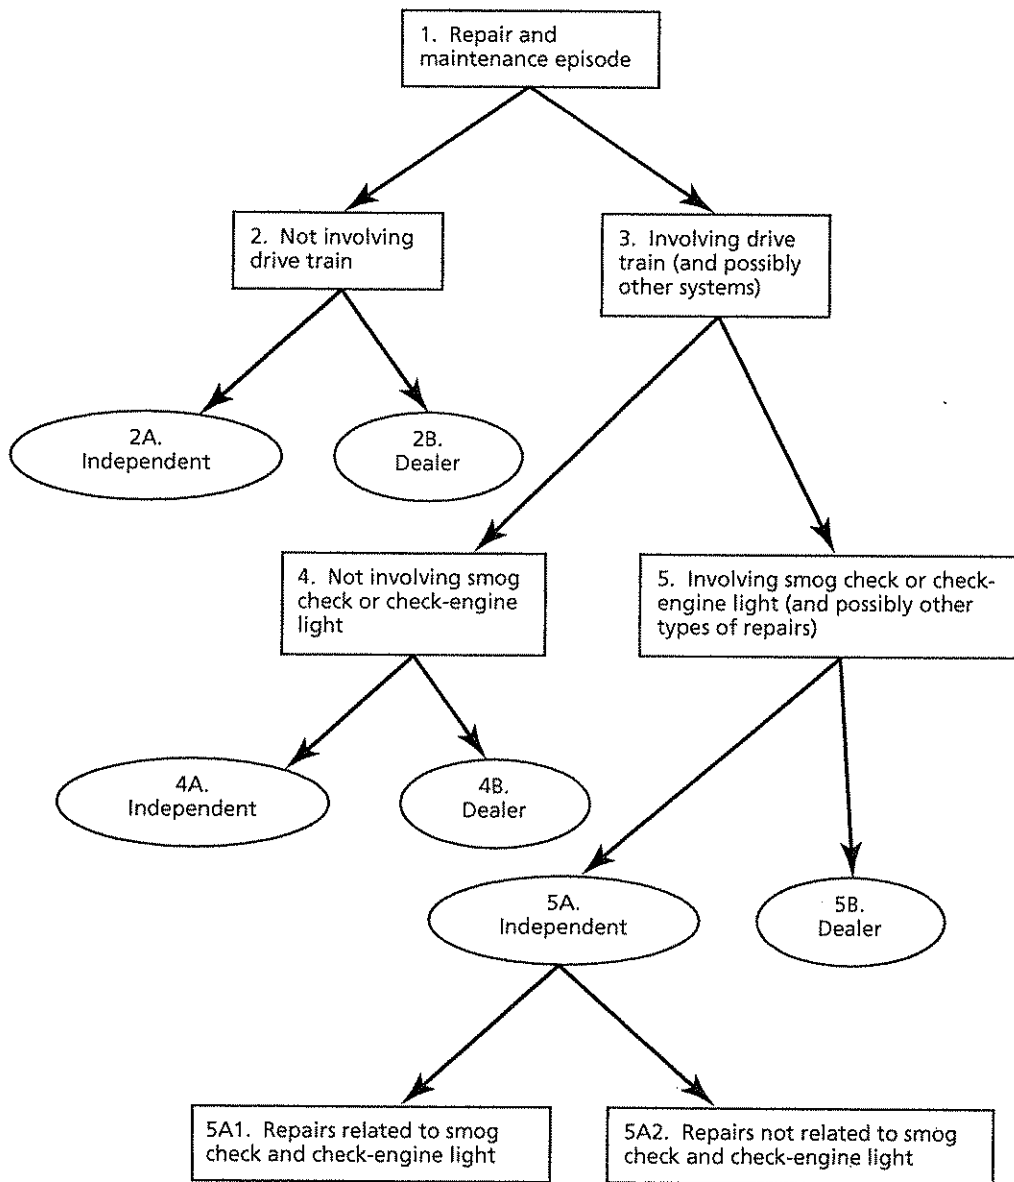 1. Repair and
maintenance episode
2. Not involving
drive train
3. Involving drive
train (and possibly
other systems)
2A.
Independent
2B.
Dealer
4. Not involving smog
check or check-engine
light
5. Involving smog check or check-
engine light (and possibly other
types of repairs)
4A.
Independent
4B.
Dealer
5A.
Independent
5B.
Dealer
5A1. Repairs related to smog
check and check-engine light
5A2. Repairs not related to smog
check and check-engine light